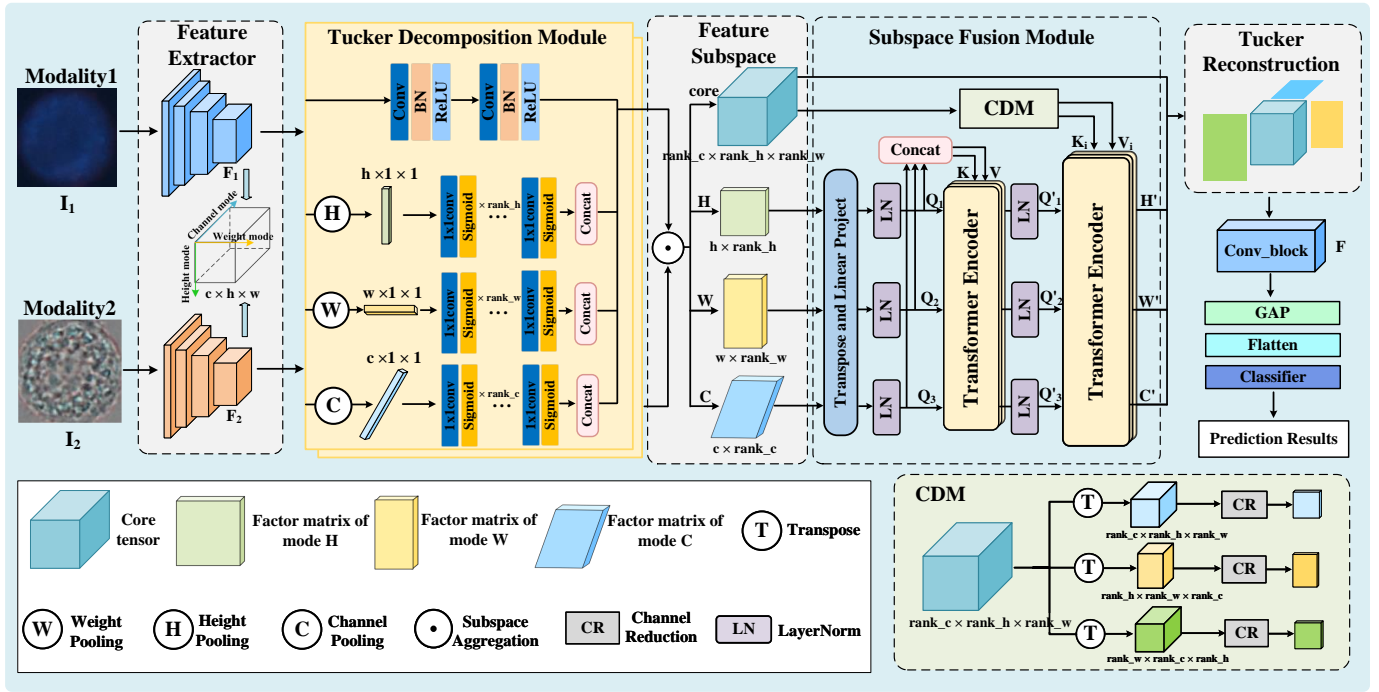 Modality1
I₁
Modality2
I₂
Feature
Extractor
F₁
Channel mode
Weight mode
Height mode
c × h × w
F₂
Tucker Decomposition Module
Conv
BN
ReLU
Conv
BN
ReLU
H
h ×1 × 1
1x1conv
Sigmoid
× rank_h
...
1x1conv
Sigmoid
Concat
W
w ×1 × 1
1x1conv
Sigmoid
× rank_w
...
1x1conv
Sigmoid
Concat
C
c ×1 × 1
1x1conv
Sigmoid
× rank_c
...
1x1conv
Sigmoid
Concat
Feature
Subspace
core
rank_c × rank_h × rank_w
H
h × rank_h
W
w × rank_w
C
c × rank_c
Subspace Fusion Module
CDM
Concat
Transpose and Linear Project
LN
LN
LN
Q₁
Q₂
Q₃
K
V
Transformer Encoder
LN
LN
LN
Q'₁
Q'₂
Q'₃
Kᵢ
Vᵢ
Transformer Encoder
H'
W'
C'
Tucker
Reconstruction
Conv_block
F
GAP
Flatten
Classifier
Prediction Results
Core
tensor
Factor matrix of
mode H
Factor matrix of
mode W
Factor matrix of
mode C
T
Transpose
W
Weight
Pooling
H
Height
Pooling
C
Channel
Pooling
Subspace
Aggregation
CR
Channel
Reduction
LN
LayerNorm
CDM
rank_c × rank_h × rank_w
T
rank_c × rank_h × rank_w
CR
T
rank_h × rank_w × rank_c
CR
T
rank_w × rank_c × rank_h
CR